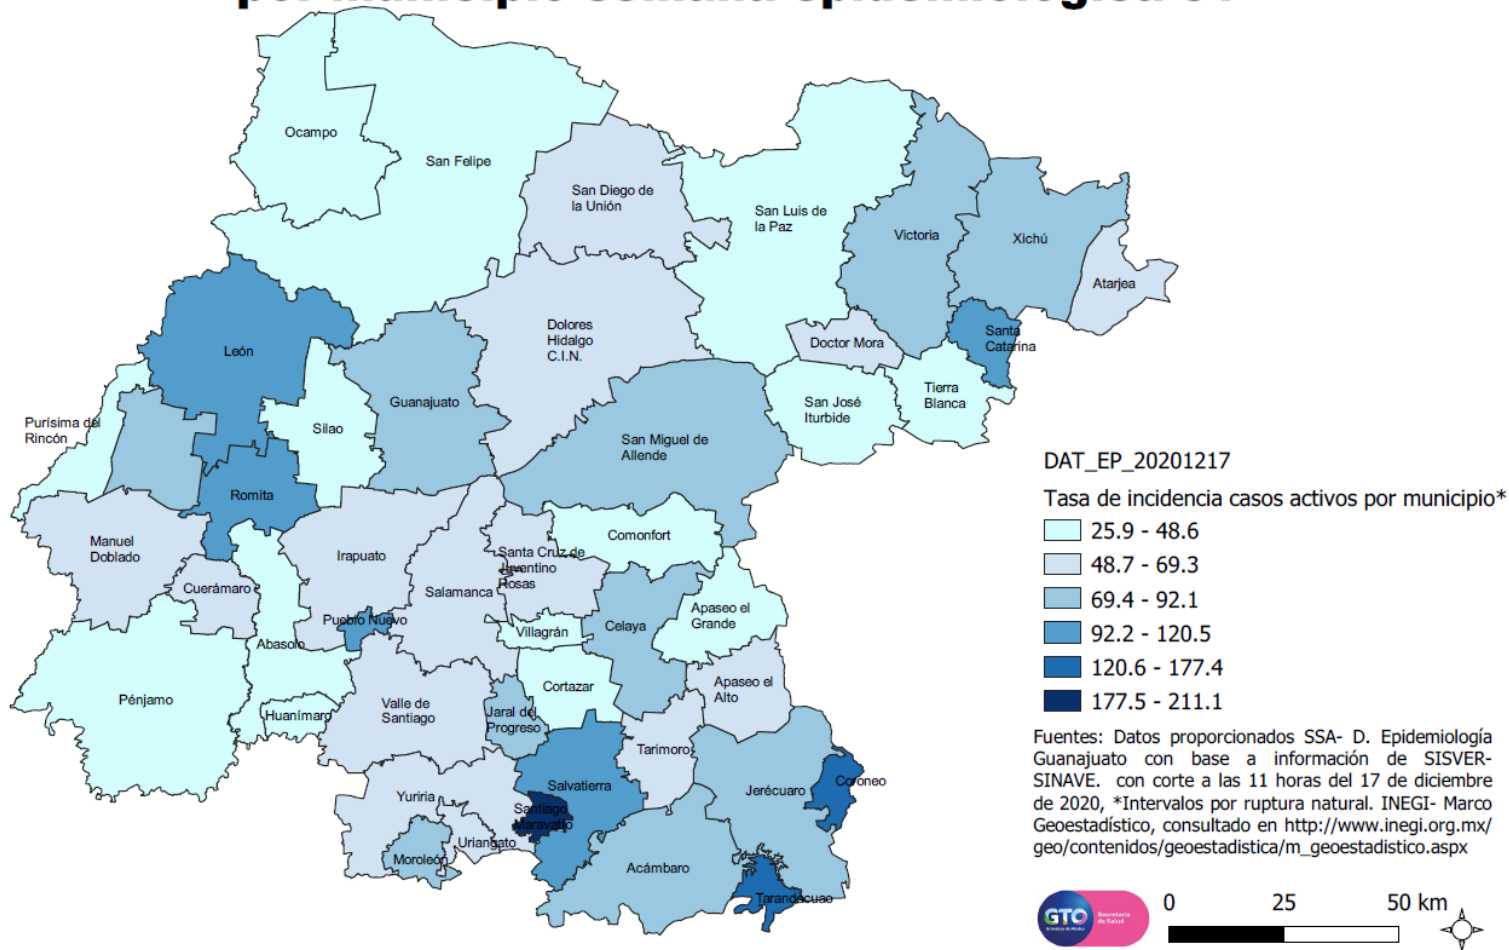 por municipio semana epidemiológica 51
Ocampo
San Felipe
San Diego de
la Unión
San Luis de
la Paz
Victoria
Xichú
Atarjea
León
Dolores
Hidalgo
C.I.N.
Doctor Mora
Santa
Catarina
Guanajuato
Silao
San José
Iturbide
Tierra
Blanca
Purísima del
Rincón
San Miguel de
Allende
Romita
Manuel
Doblado
Irapuato
Comonfort
Santa Cruz de
Juventino
Rosas
Cuerámaro
Salamanca
Pueblo Nuevo
Villagrán
Celaya
Apaseo el
Grande
Abasolo
Pénjamo
Cortazar
Apaseo el
Alto
Huanímaro
Valle de
Santiago
Jaral del
Progreso
Tarimoro
Salvatierra
Jerécuaro
Coroneo
Yuriria
Santiago
Maravatío
Uriangato
Moroleón
Acámbaro
Tarandacuao
DAT_EP_20201217
Tasa de incidencia casos activos por municipio*
25.9 - 48.6
48.7 - 69.3
69.4 - 92.1
92.2 - 120.5
120.6 - 177.4
177.5 - 211.1
Fuentes: Datos proporcionados SSA- D. Epidemiología
Guanajuato con base a información de SISVER-
SINAVE. con corte a las 11 horas del 17 de diciembre
de 2020, *Intervalos por ruptura natural. INEGI- Marco
Geoestadístico, consultado en http://www.inegi.org.mx/
geo/contenidos/geoestadistica/m_geoestadistico.aspx
GTO
Secretaría
de Salud
0 25 50 km